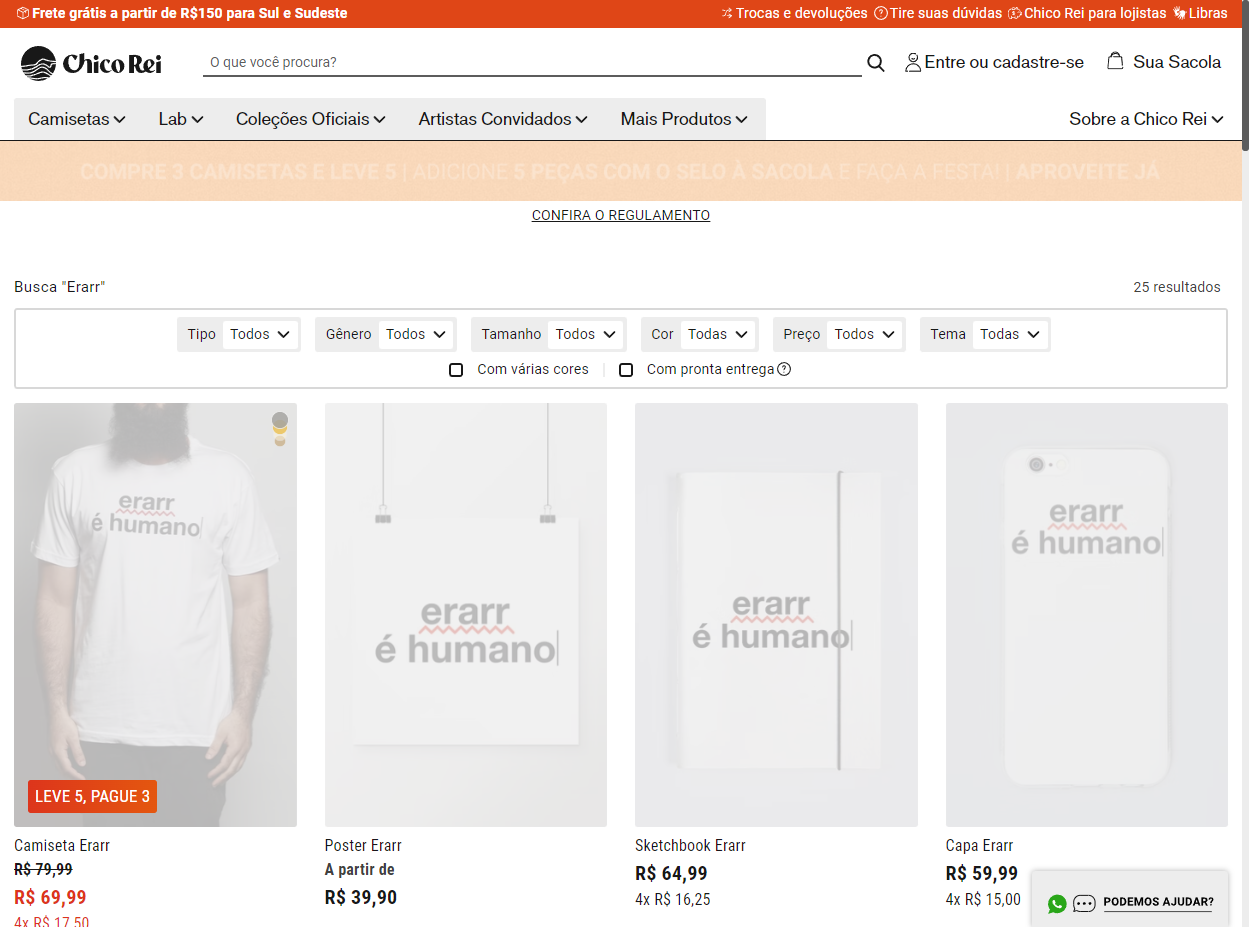 Frete grátis a partir de R$150 para Sul e Sudeste
Trocas e devoluções
Tire suas dúvidas
Chico Rei para lojistas
Libras
Chico Rei
O que você procura?
Entre ou cadastre-se
Sua Sacola
Camisetas
Lab
Coleções Oficiais
Artistas Convidados
Mais Produtos
Sobre a Chico Rei
COMPRE 3 CAMISETAS E LEVE 5 | ADICIONE 5 PEÇAS COM O SELO À SACOLA E FAÇA A FESTA! | APROVEITE JÁ
CONFIRA O REGULAMENTO
Busca "Erarr"
25 resultados
Tipo Todos
Gênero Todos
Tamanho Todos
Cor Todas
Preço Todos
Tema Todas
Com várias cores
Com pronta entrega
erarr
é humano
LEVE 5, PAGUE 3
Camiseta Erarr
R$ 79,99
R$ 69,99
4x R$ 17,50
erarr
é humano
Poster Erarr
A partir de
R$ 39,90
erarr
é humano
Sketchbook Erarr
R$ 64,99
4x R$ 16,25
erarr
é humano
Capa Erarr
R$ 59,99
4x R$ 15,00
PODEMOS AJUDAR?